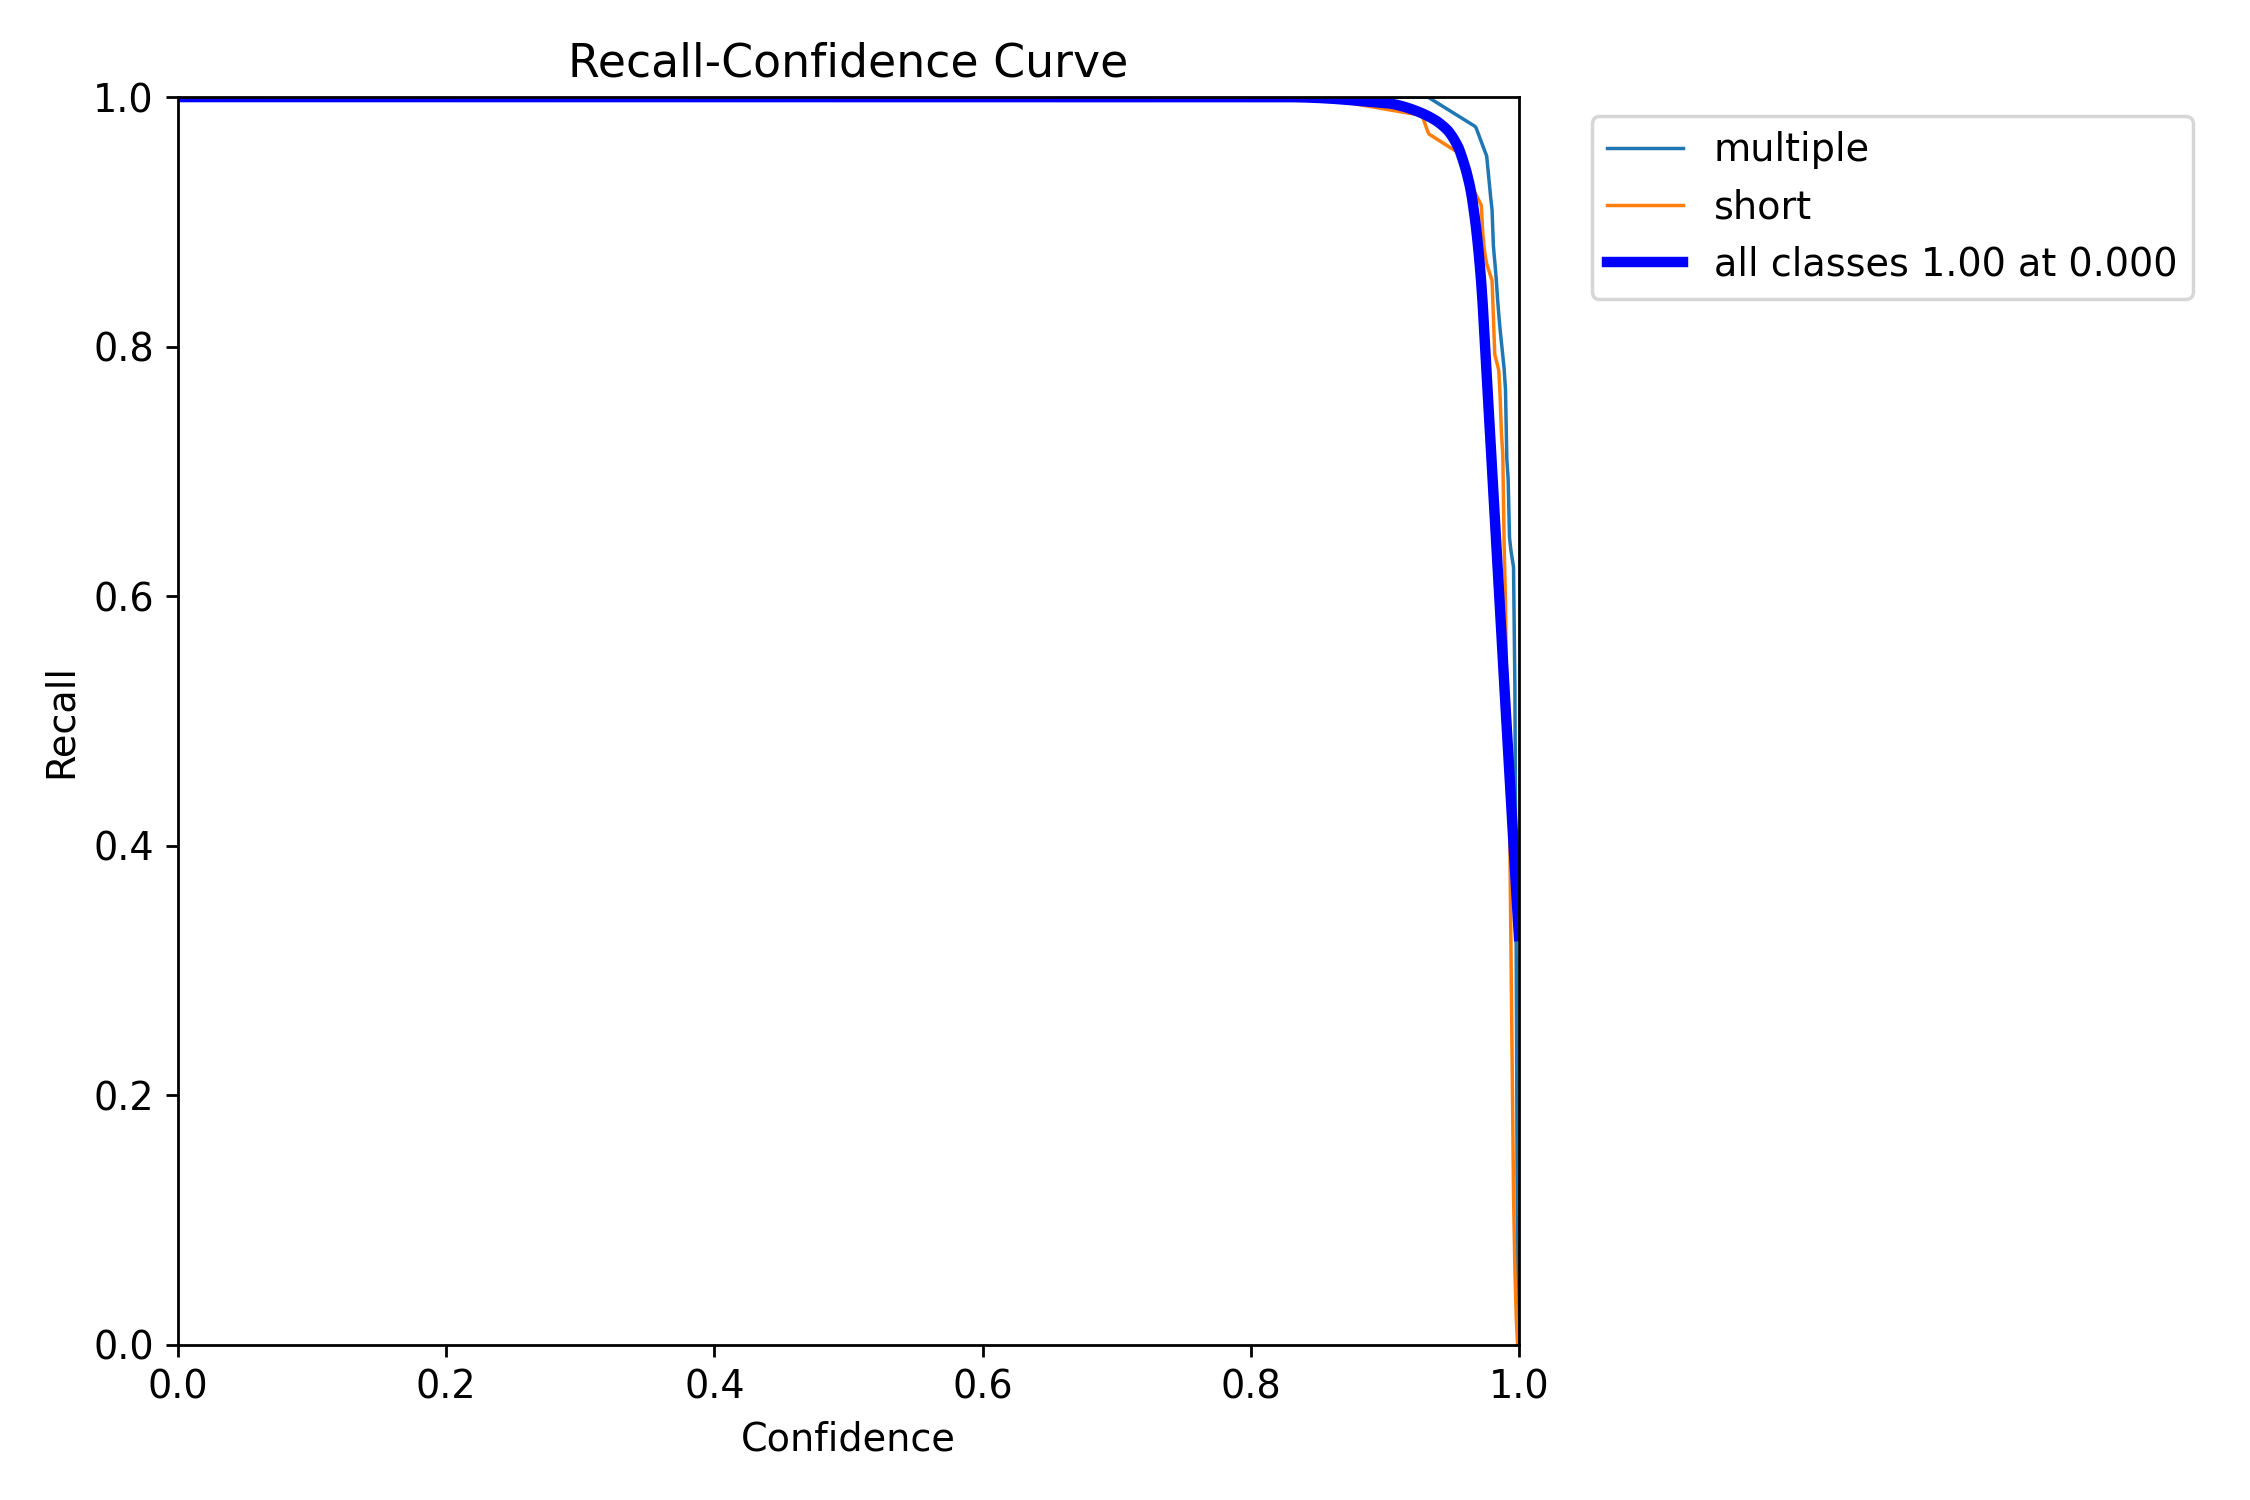 Recall-Confidence Curve
1.0
0.8
0.6
0.4
0.2
0.0
Recall
0.0 0.2 0.4 0.6 0.8 1.0
Confidence
multiple
short
all classes 1.00 at 0.000